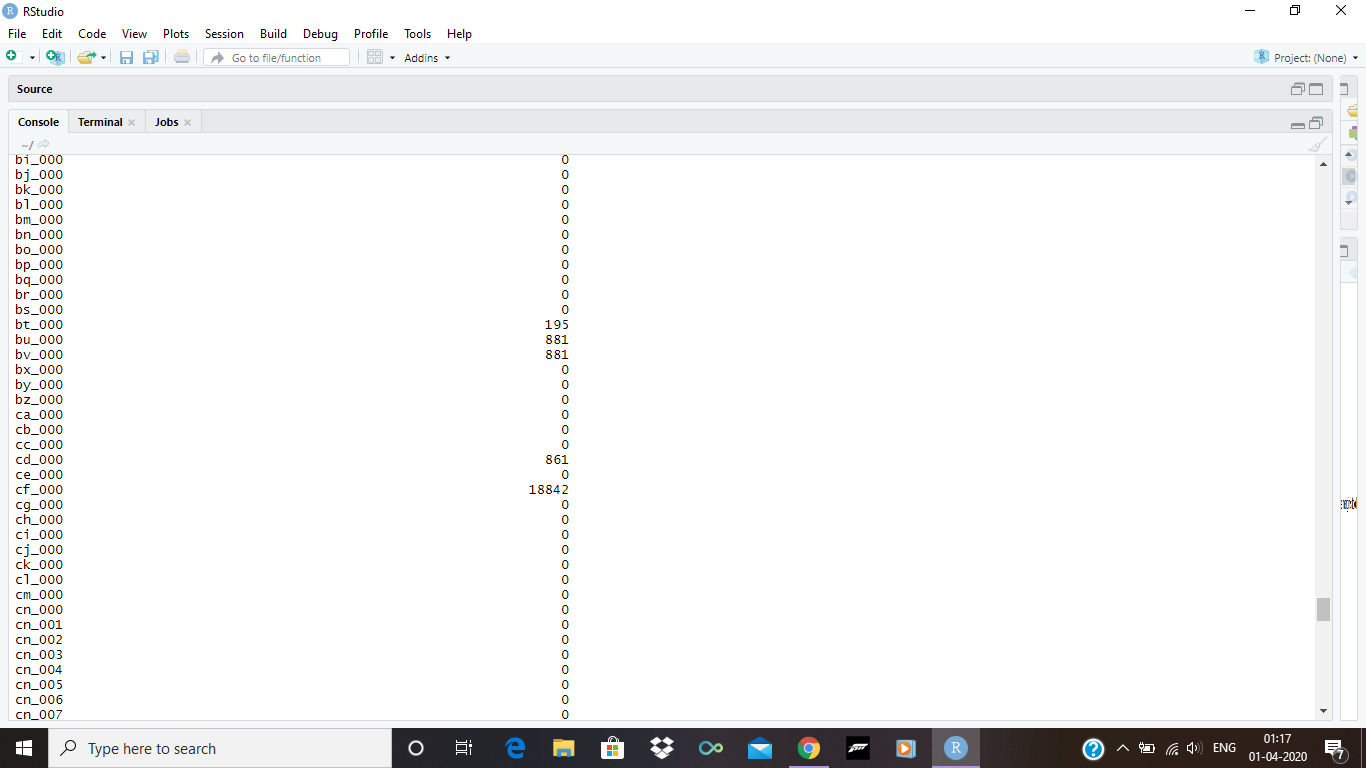 RStudio
File Edit Code View Plots Session Build Debug Profile Tools Help
Go to file/function Addins Project: (None)
Source
Console Terminal Jobs
~/
bi_000 0
bj_000 0
bk_000 0
bl_000 0
bm_000 0
bn_000 0
bo_000 0
bp_000 0
bq_000 0
br_000 0
bs_000 0
bt_000 195
bu_000 881
bv_000 881
bx_000 0
by_000 0
bz_000 0
ca_000 0
cb_000 0
cc_000 0
cd_000 861
ce_000 0
cf_000 18842
cg_000 0
ch_000 0
ci_000 0
cj_000 0
ck_000 0
cl_000 0
cm_000 0
cn_000 0
cn_001 0
cn_002 0
cn_003 0
cn_004 0
cn_005 0
cn_006 0
cn_007 0
Type here to search
ENG
01:17
01-04-2020
7